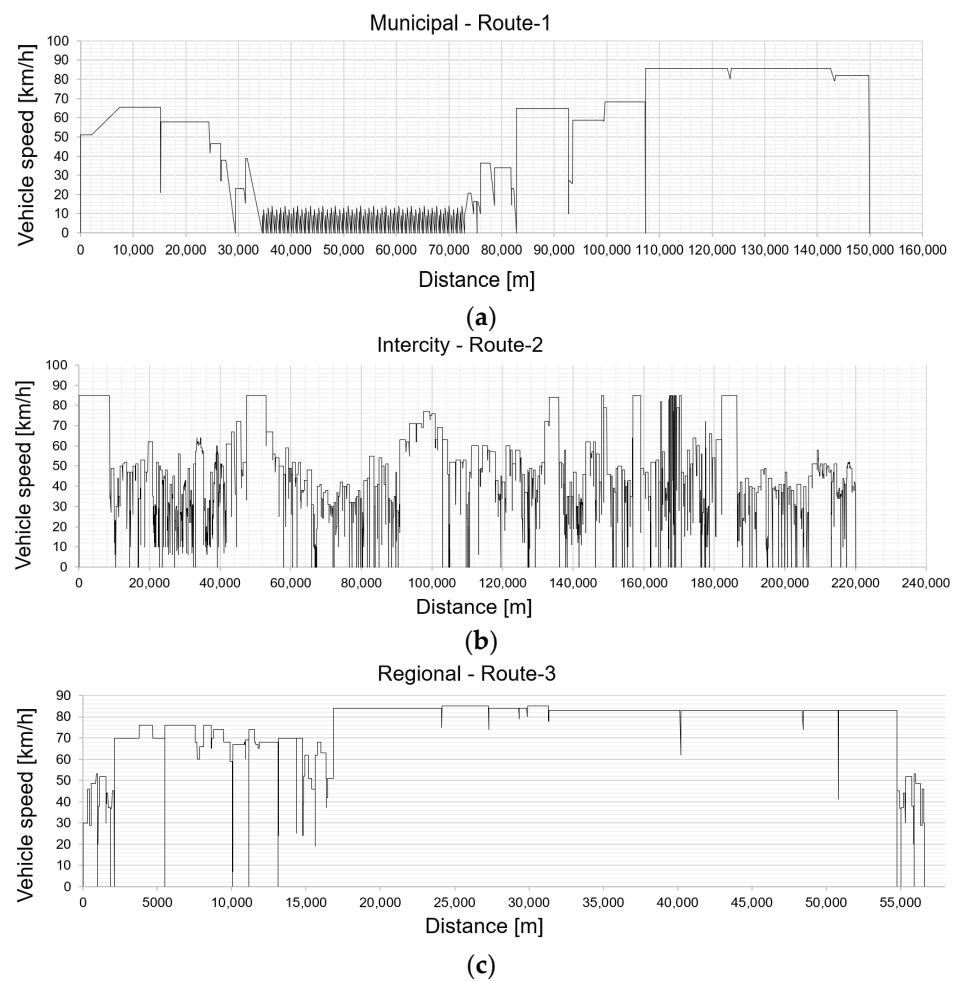 Municipal - Route-1
Vehicle speed [km/h]
100
90
80
70
60
50
40
30
20
10
0
0 10,000 20,000 30,000 40,000 50,000 60,000 70,000 80,000 90,000 100,000 110,000 120,000 130,000 140,000 150,000 160,000
Distance [m]
(a)
Intercity - Route-2
Vehicle speed [km/h]
100
90
80
70
60
50
40
30
20
10
0
0 20,000 40,000 60,000 80,000 100,000 120,000 140,000 160,000 180,000 200,000 220,000 240,000
Distance [m]
(b)
Regional - Route-3
Vehicle speed [km/h]
90
80
70
60
50
40
30
20
10
0
0 5000 10,000 15,000 20,000 25,000 30,000 35,000 40,000 45,000 50,000 55,000
Distance [m]
(c)